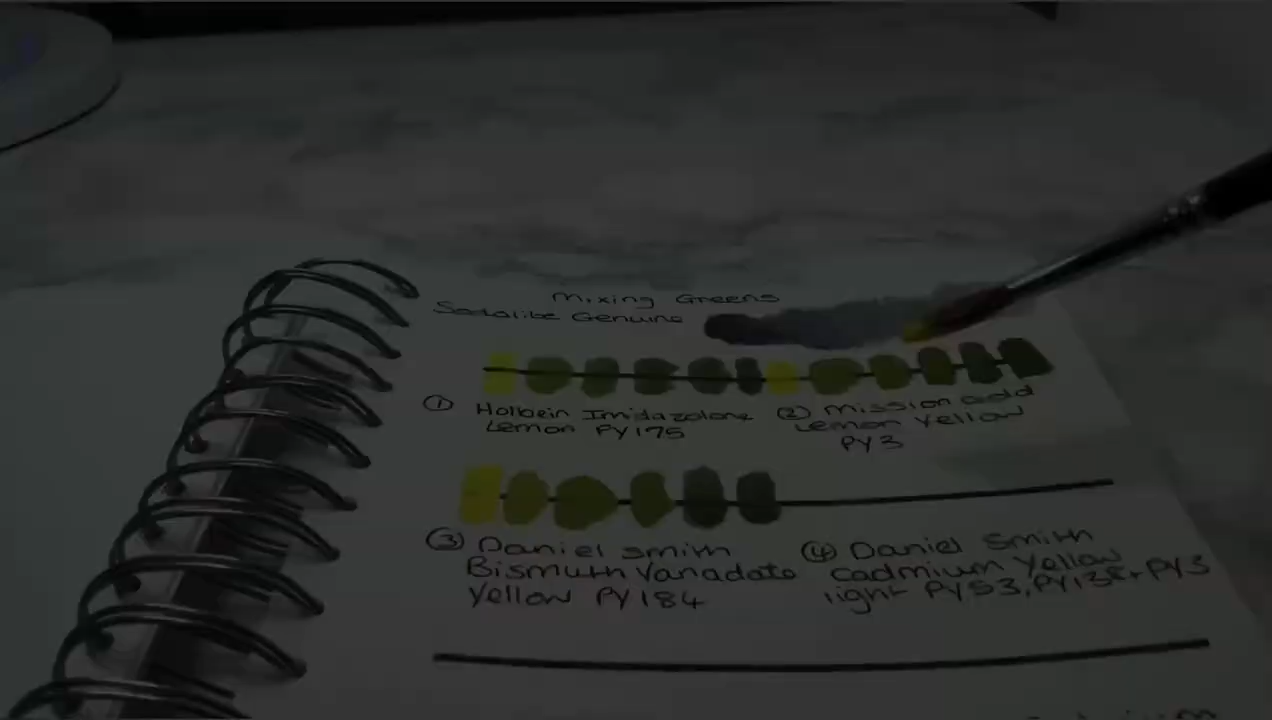 Mixing Greens
Sodalite Genuine
① Holbein Imidazolone
Lemon PY175
② mission gold
Lemon Yellow
PY3
③ Daniel smith
Bismuth Vanadate
Yellow PY184
④ Daniel Smith
cadmium Yellow
light PY53, PY138+PY3